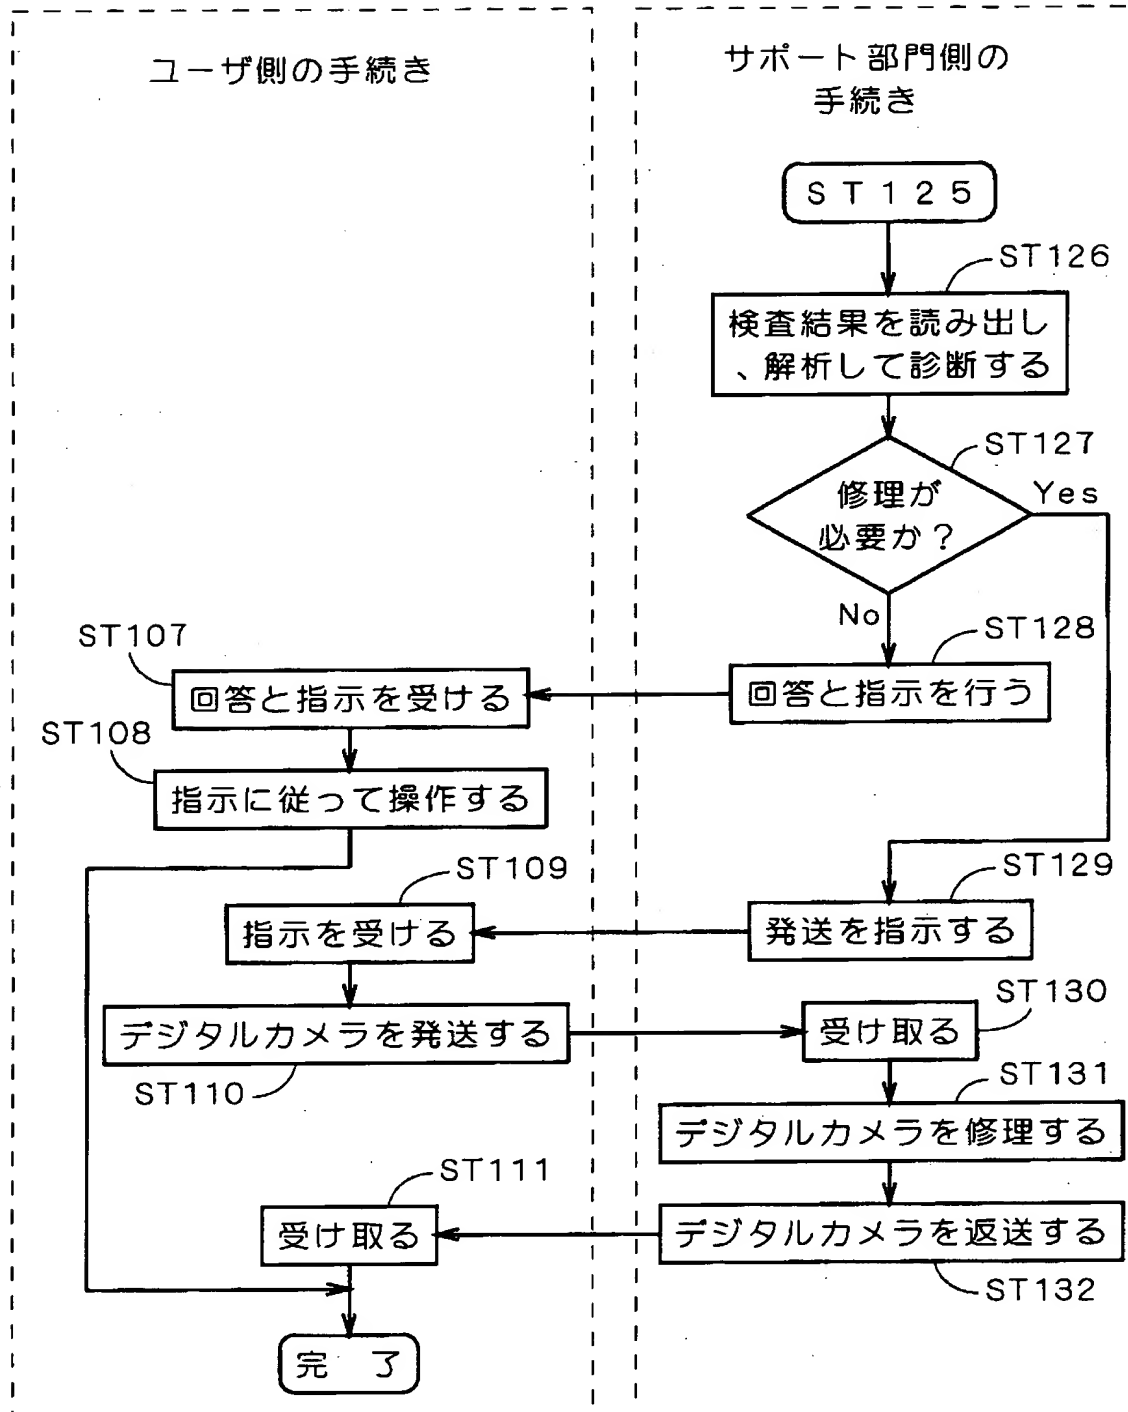 ユーザ側の手続き
サポート部門側の
手続き
ST125
ST126
検査結果を読み出し
、解析して診断する
ST127
修理が
必要か？
Yes
No
ST128
回答と指示を行う
ST107
回答と指示を受ける
ST108
指示に従って操作する
ST129
発送を指示する
ST109
指示を受ける
デジタルカメラを発送する
ST110
ST130
受け取る
ST131
デジタルカメラを修理する
デジタルカメラを返送する
ST132
ST111
受け取る
完 了